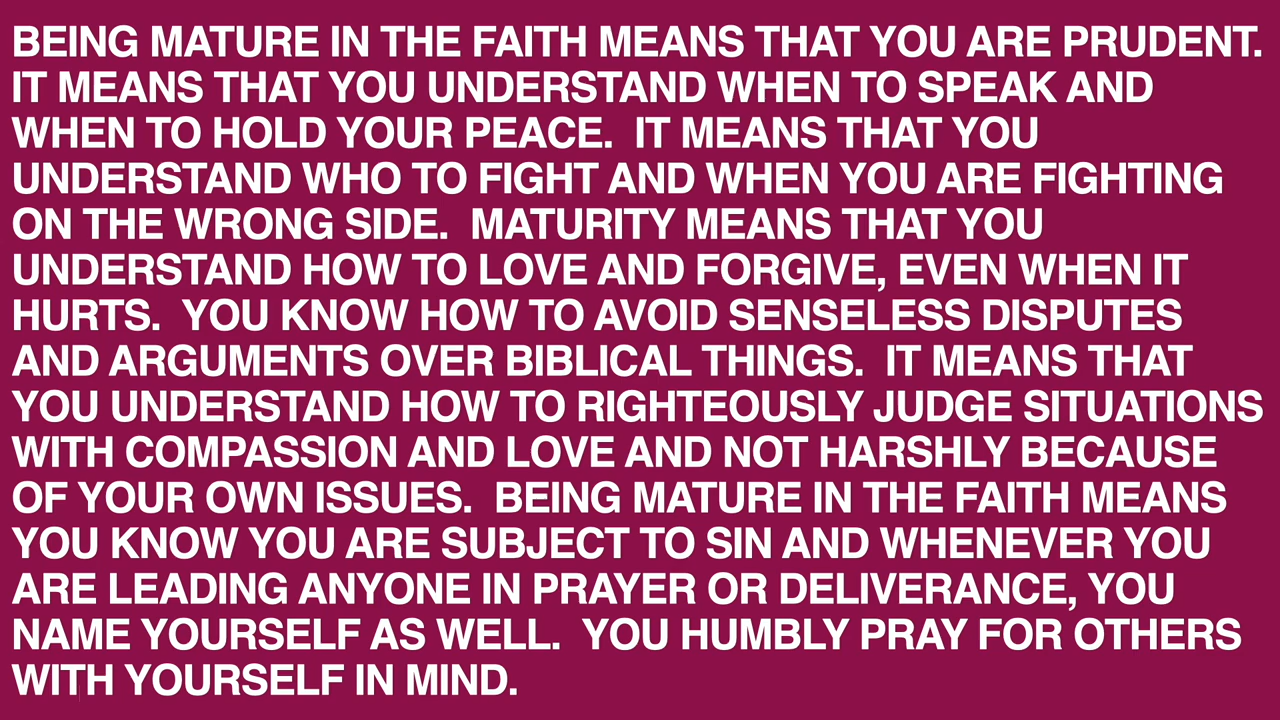 BEING MATURE IN THE FAITH MEANS THAT YOU ARE PRUDENT.
IT MEANS THAT YOU UNDERSTAND WHEN TO SPEAK AND
WHEN TO HOLD YOUR PEACE.  IT MEANS THAT YOU
UNDERSTAND WHO TO FIGHT AND WHEN YOU ARE FIGHTING
ON THE WRONG SIDE.  MATURITY MEANS THAT YOU
UNDERSTAND HOW TO LOVE AND FORGIVE, EVEN WHEN IT
HURTS.  YOU KNOW HOW TO AVOID SENSELESS DISPUTES
AND ARGUMENTS OVER BIBLICAL THINGS.  IT MEANS THAT
YOU UNDERSTAND HOW TO RIGHTEOUSLY JUDGE SITUATIONS
WITH COMPASSION AND LOVE AND NOT HARSHLY BECAUSE
OF YOUR OWN ISSUES.  BEING MATURE IN THE FAITH MEANS
YOU KNOW YOU ARE SUBJECT TO SIN AND WHENEVER YOU
ARE LEADING ANYONE IN PRAYER OR DELIVERANCE, YOU
NAME YOURSELF AS WELL.  YOU HUMBLY PRAY FOR OTHERS
WITH YOURSELF IN MIND.